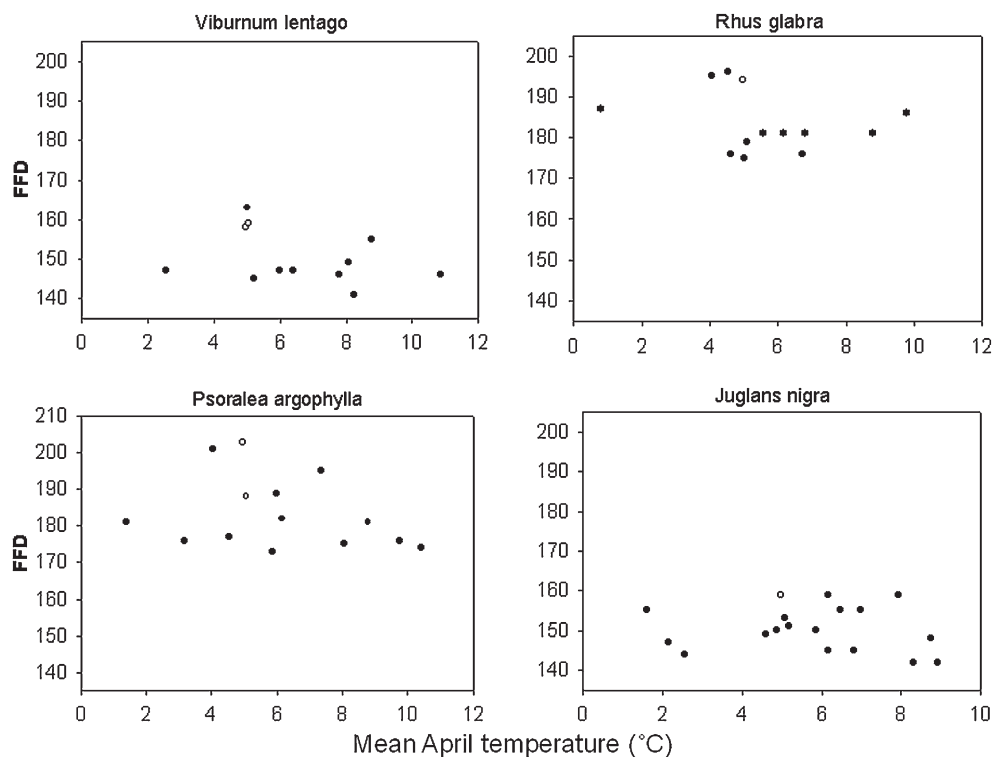 Viburnum lentago
200
190
180
170
160
150
140
FFD
0 2 4 6 8 10 12
Rhus glabra
200
190
180
170
160
150
140
0 2 4 6 8 10 12
Psoralea argophylla
210
200
190
180
170
160
150
140
FFD
0 2 4 6 8 10 12
Juglans nigra
200
190
180
170
160
150
140
0 2 4 6 8 10
Mean April temperature (°C)